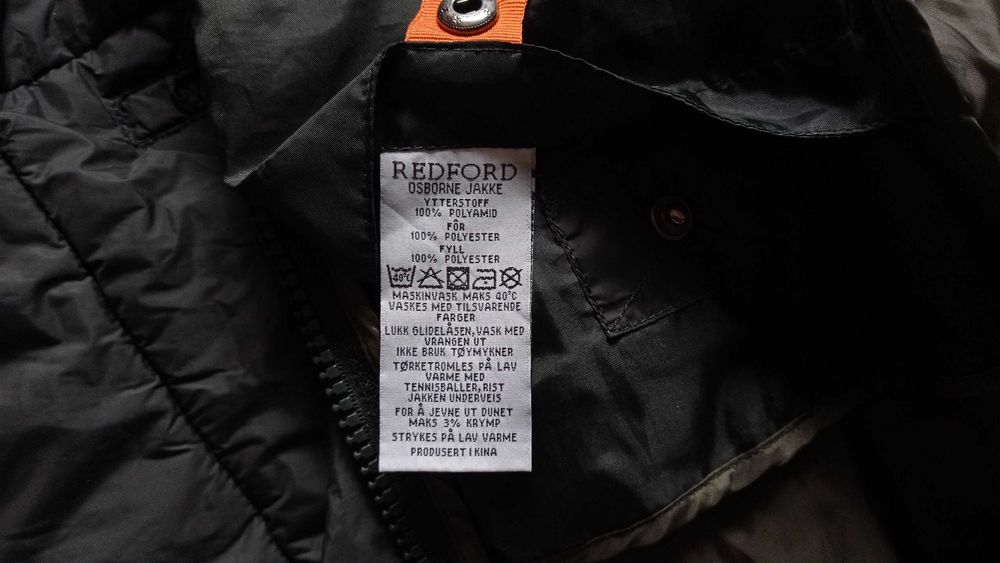 REDFORD
OSBORNE JAKKE
YTTERSTOFF
100% POLYAMID
FÔR
100% POLYESTER
FYLL
100% POLYESTER
40°C
MASKINVASK MAKS 40°C
VASKES MED TILSVARENDE
FARGER
LUKK GLIDELÅSEN, VASK MED
VRANGEN UT
IKKE BRUK TØYMYKNER
TØRKETROMLES PÅ LAV
VARME MED
TENNISBALLER, RIST
JAKKEN UNDERVEIS
FOR Å JEVNE UT DUNET
MAKS 3% KRYMP
STRYKES PÅ LAV VARME
PRODUSERT I KINA